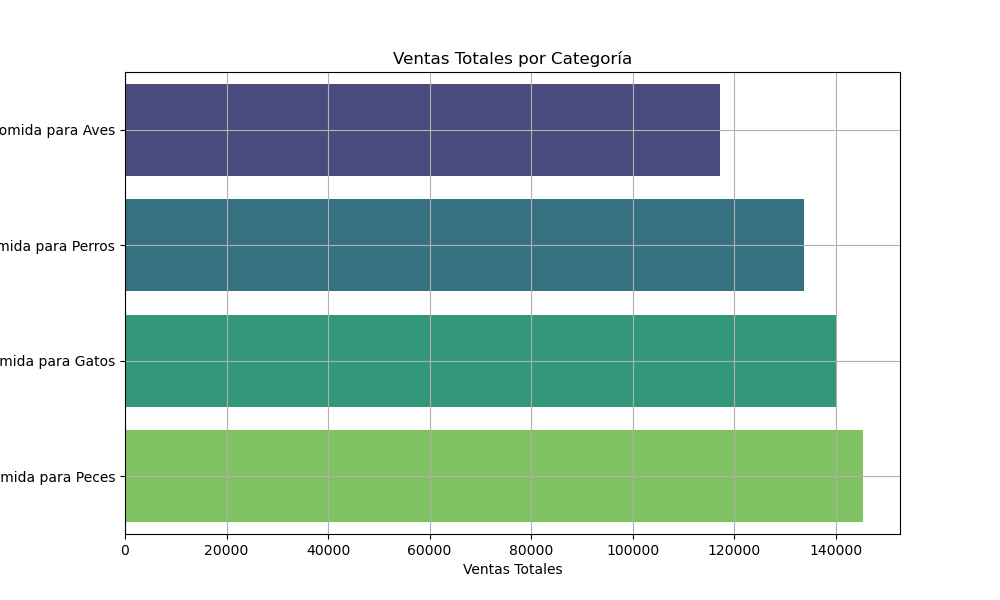 Ventas Totales por Categoría
omida para Aves
mida para Perros
mida para Gatos
mida para Peces
0 20000 40000 60000 80000 100000 120000 140000
Ventas Totales